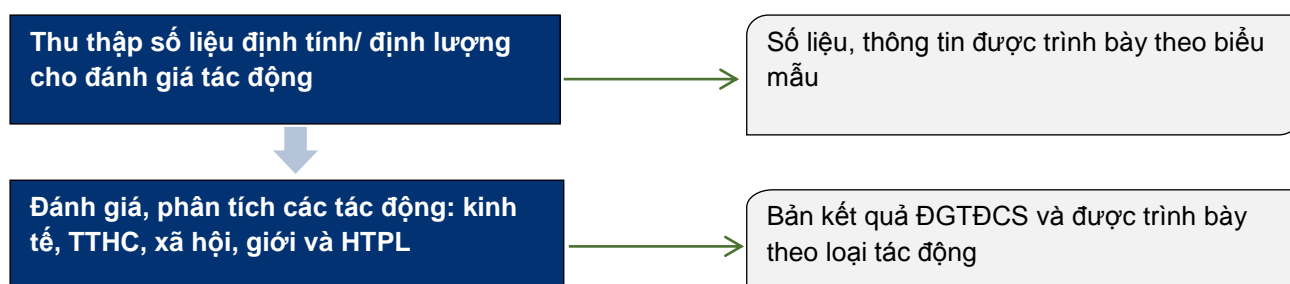 Thu thập số liệu định tính/ định lượng
cho đánh giá tác động
Số liệu, thông tin được trình bày theo biểu
mẫu
Đánh giá, phân tích các tác động: kinh
tế, TTHC, xã hội, giới và HTPL
Bản kết quả ĐGTĐCS và được trình bày
theo loại tác động